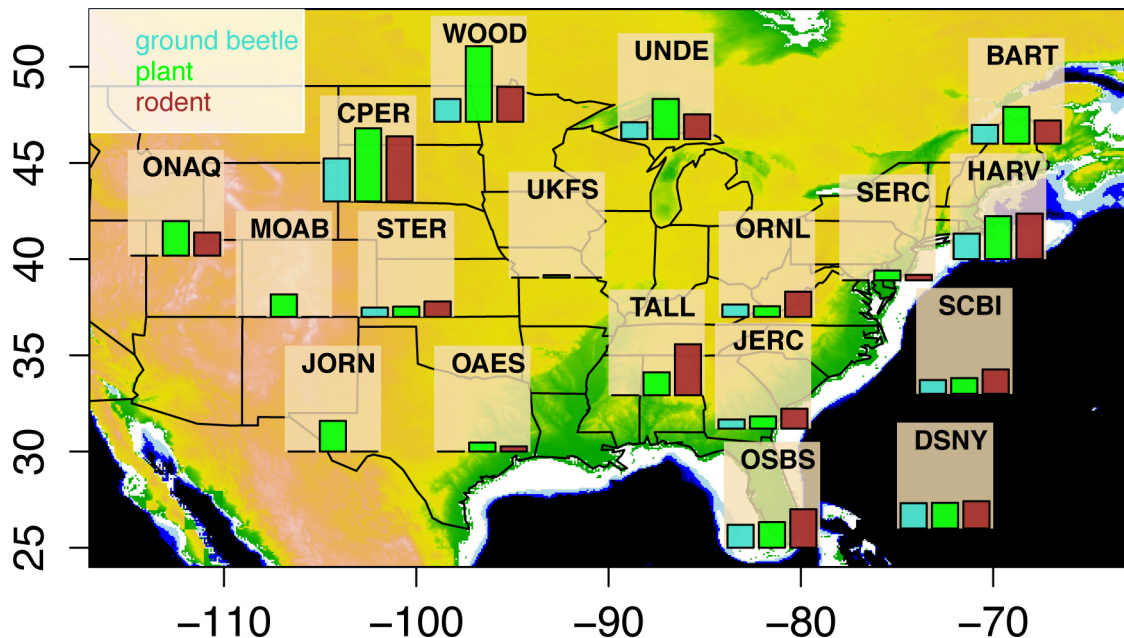 ground beetle
plant
rodent
WOOD
UNDE
BART
CPER
ONAQ
UKFS
SERC
HARV
MOAB
STER
ORNL
TALL
SCBI
JORN
OAES
JERC
OSBS
DSNY
50
45
40
35
30
25
−110
−100
−90
−80
−70